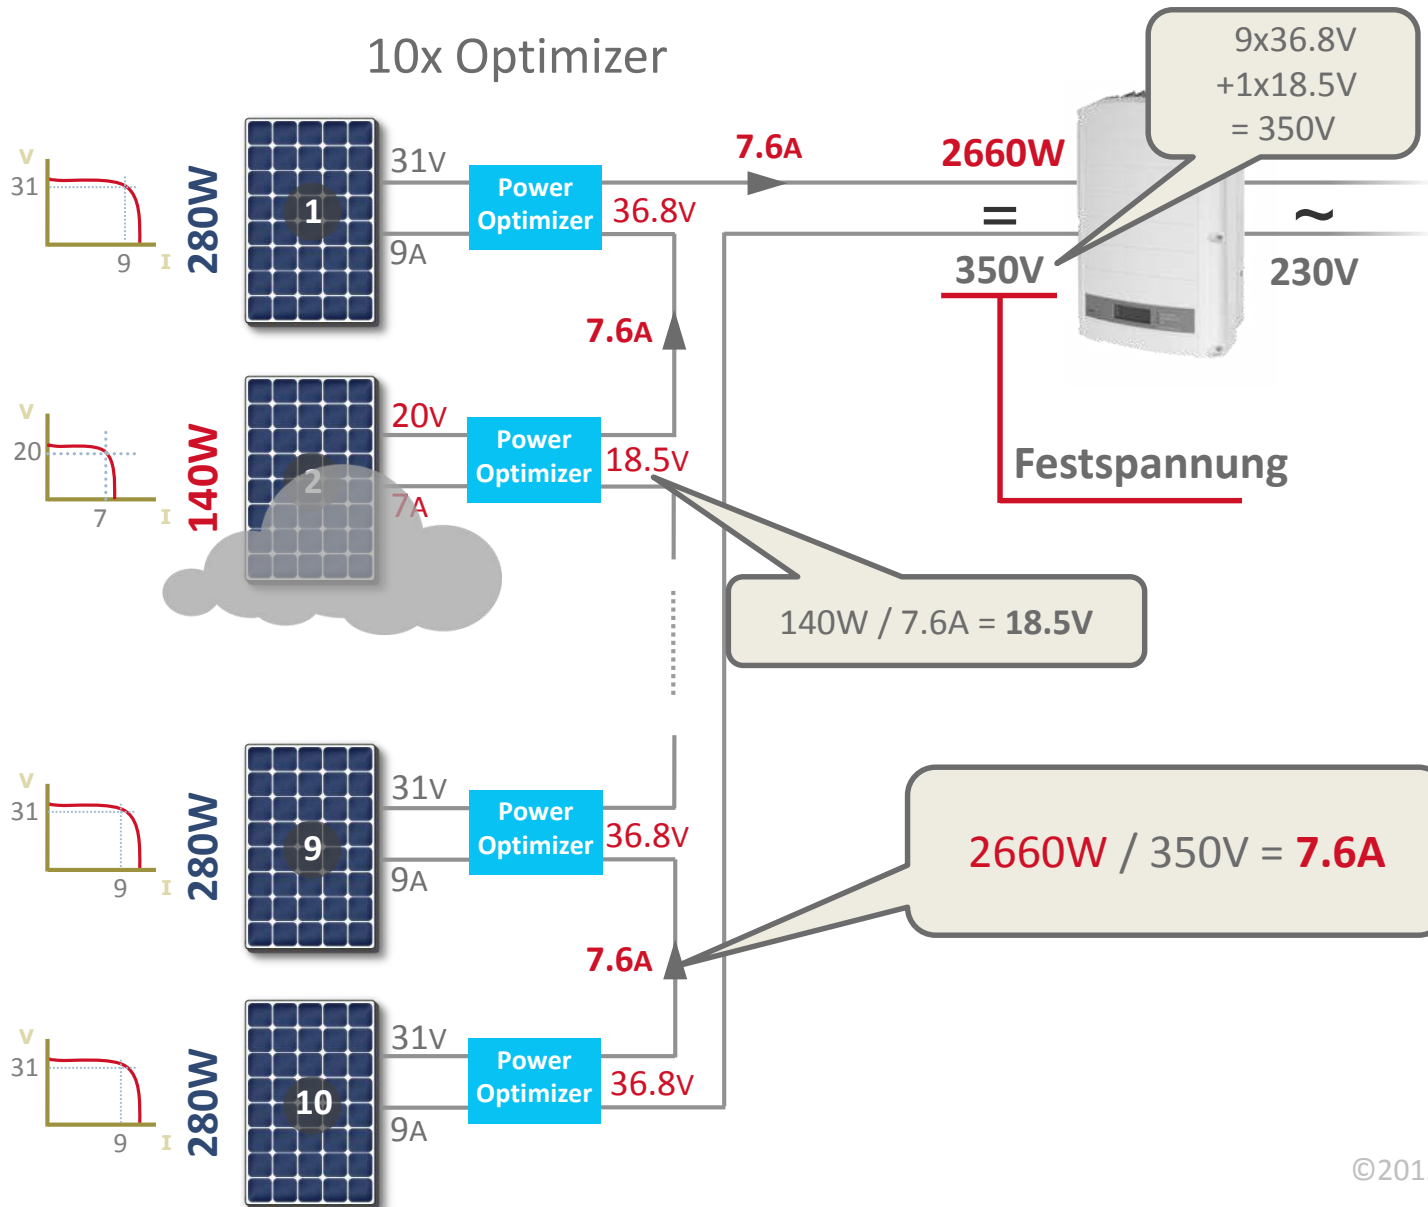 10x Optimizer
9x36.8V
+1x18.5V
= 350V
V
31
9 I
280W
1
31V
9A
Power
Optimizer
36.8V
7.6A
2660W
=
350V
~
230V
Festspannung
7.6A
V
20
7 I
140W
2
20V
7A
Power
Optimizer
18.5V
140W / 7.6A = 18.5V
V
31
9 I
280W
9
31V
9A
Power
Optimizer
36.8V
2660W / 350V = 7.6A
7.6A
V
31
9 I
280W
10
31V
9A
Power
Optimizer
36.8V